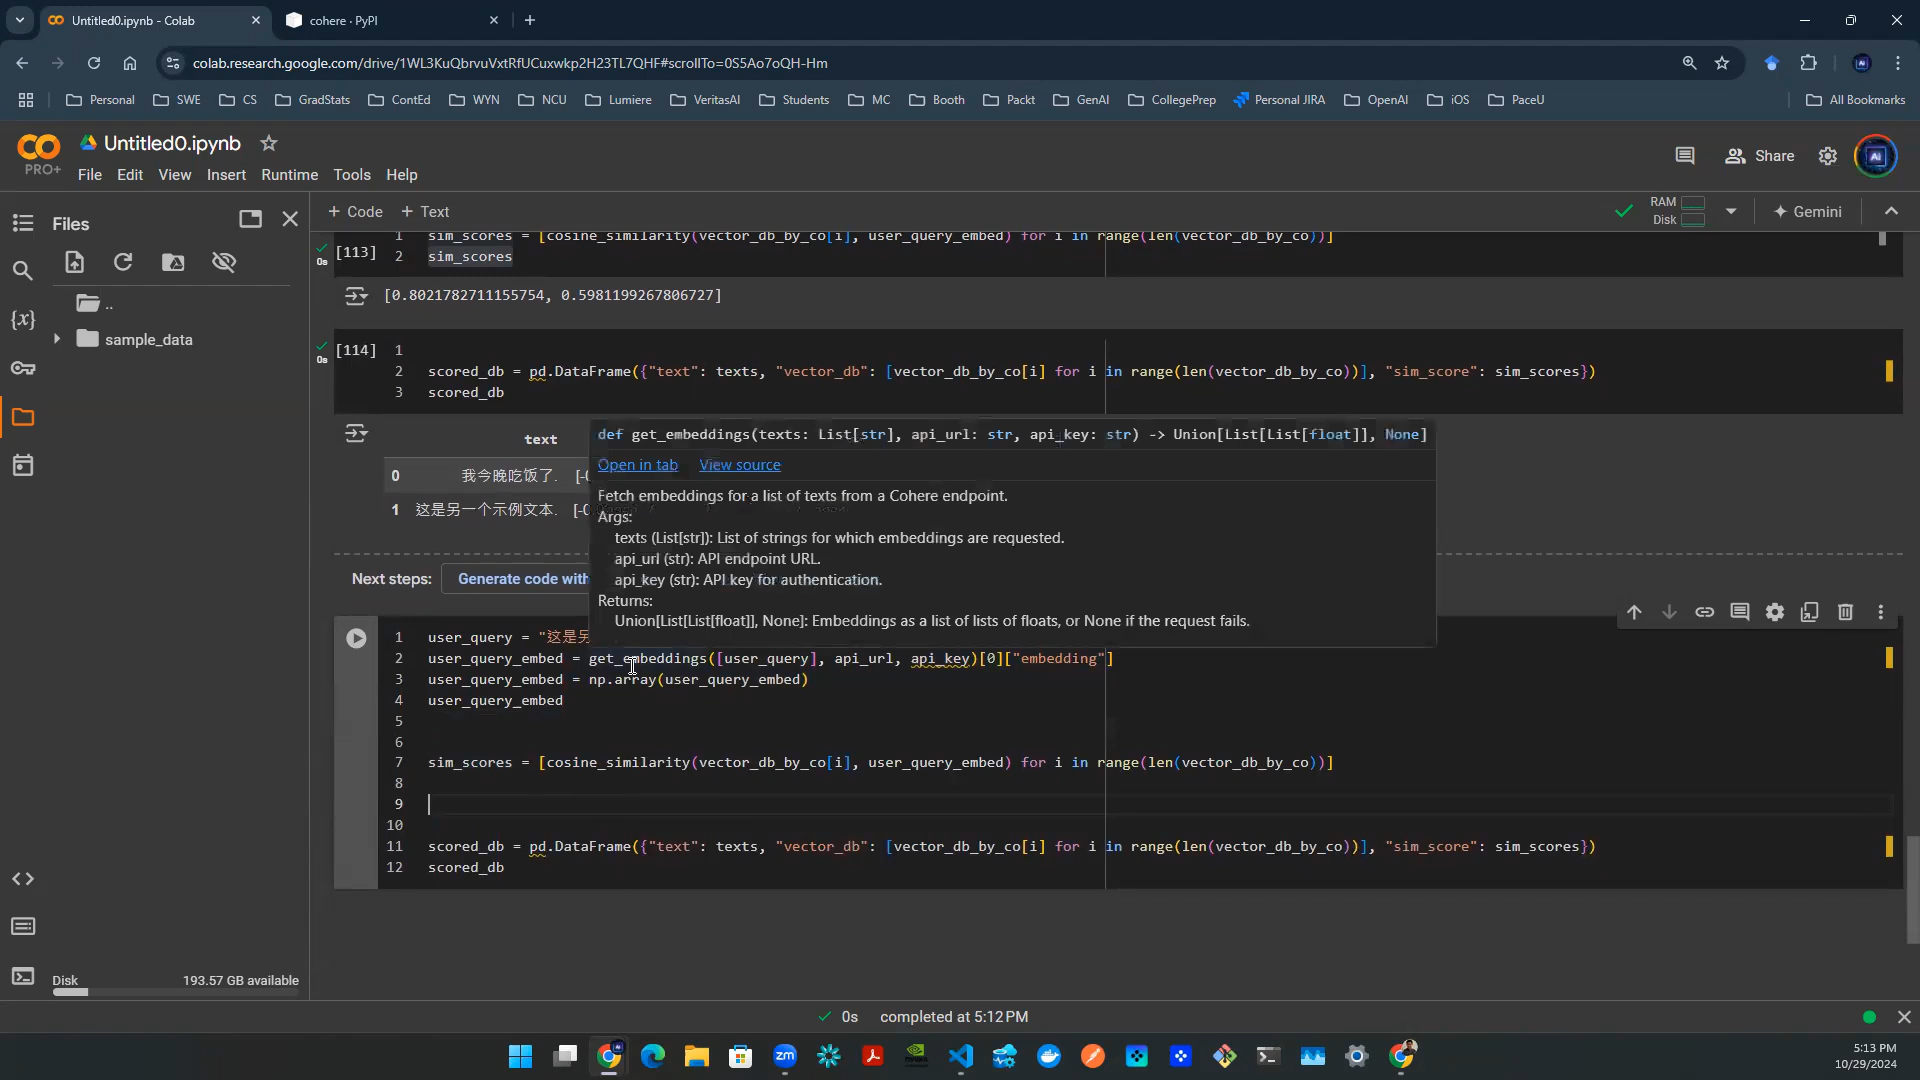 Untitled0.ipynb - Colab
cohere · PyPI
colab.research.google.com/drive/1WL3KuQbrvuVxtRfUCuxwkp2H23TL7QHF#scrollTo=0S5Ao7oQH-Hm
Personal
SWE
CS
GradStats
ContEd
WYN
NCU
Lumiere
VeritasAI
Students
MC
Booth
Packt
GenAI
CollegePrep
Personal JIRA
OpenAI
iOS
PaceU
All Bookmarks
CO
PRO+
Untitled0.ipynb
File Edit View Insert Runtime Tools Help
Share
Files
..
sample_data
Disk 193.57 GB available
+ Code + Text
RAM
Disk
Gemini
0s
[113]
1 sim_scores = [cosine_similarity(vector_db_by_co[i], user_query_embed) for i in range(len(vector_db_by_co))]
2 sim_scores
[0.8021782711155754, 0.5981199267806727]
0s
[114]
1
2 scored_db = pd.DataFrame({"text": texts, "vector_db": [vector_db_by_co[i] for i in range(len(vector_db_by_co))], "sim_score": sim_scores})
3 scored_db
text
0 我今晚吃饭了.
1 这是另一个示例文本.
def get_embeddings(texts: List[str], api_url: str, api_key: str) -> Union[List[List[float]], None]
Open in tab View source
Fetch embeddings for a list of texts from a Cohere endpoint.
Args:
texts (List[str]): List of strings for which embeddings are requested.
api_url (str): API endpoint URL.
api_key (str): API key for authentication.
Returns:
Union[List[List[float]], None]: Embeddings as a list of lists of floats, or None if the request fails.
Next steps: Generate code with
1 user_query = "这是另
2 user_query_embed = get_embeddings([user_query], api_url, api_key)[0]["embedding"]
3 user_query_embed = np.array(user_query_embed)
4 user_query_embed
5
6
7 sim_scores = [cosine_similarity(vector_db_by_co[i], user_query_embed) for i in range(len(vector_db_by_co))]
8
9
10
11 scored_db = pd.DataFrame({"text": texts, "vector_db": [vector_db_by_co[i] for i in range(len(vector_db_by_co))], "sim_score": sim_scores})
12 scored_db
0s completed at 5:12 PM
5:13 PM
10/29/2024